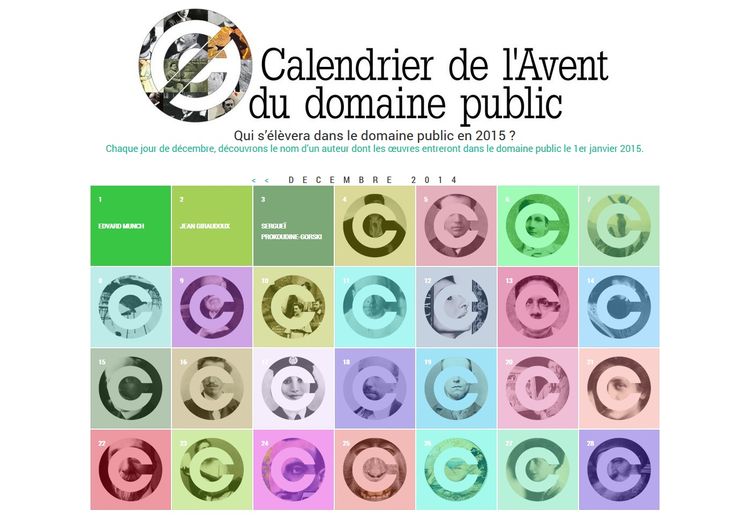 Calendrier de l'Avent
du domaine public
Qui s'élèvera dans le domaine public en 2015 ?
Chaque jour de décembre, découvrons le nom d'un auteur dont les œuvres entreront dans le domaine public le 1er janvier 2015.
< < DECEMBRE 2014
1 2 3 4 5 6 7
EDVARD MUNCH JEAN GIRAUDOUX SERGUEÏ
PROKOUDINE-GORSKI
8 9 10 11 12 13 14
15 16 17 18 19 20 21
22 23 24 25 26 27 28